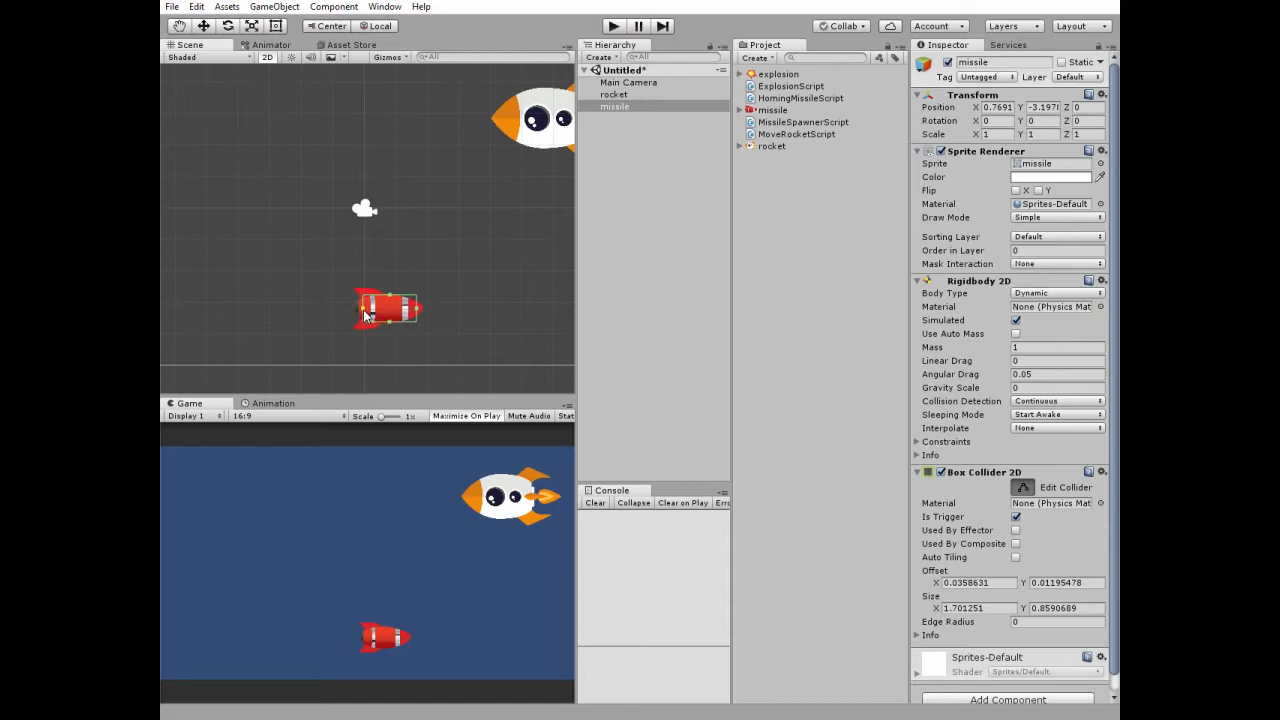 File Edit Assets GameObject Component Window Help
Center Local Collab Account Layers Layout
Scene Animator Asset Store
Shaded 2D Gizmos All
Hierarchy
Create All
Untitled*
Main Camera
rocket
missile
Project
Create
explosion
ExplosionScript
HomingMissileScript
missile
MissileSpawnerScript
MoveRocketScript
rocket
Inspector Services
missile Static
Tag Untagged Layer Default
Transform
Position X 0.7691 Y -3.1978 Z 0
Rotation X 0 Y 0 Z 0
Scale X 1 Y 1 Z 1
Sprite Renderer
Sprite missile
Color
Flip X Y
Material Sprites-Default
Draw Mode Simple
Sorting Layer Default
Order in Layer 0
Mask Interaction None
Rigidbody 2D
Body Type Dynamic
Material None (Physics Mat
Simulated
Use Auto Mass
Mass 1
Linear Drag 0
Angular Drag 0.05
Gravity Scale 0
Collision Detection Continuous
Sleeping Mode Start Awake
Interpolate None
Constraints
Info
Box Collider 2D
Edit Collider
Material None (Physics Mat
Is Trigger
Used By Effector
Used By Composite
Auto Tiling
Offset
X 0.0358631 Y 0.01195478
Size
X 1.701251 Y 0.8590689
Edge Radius 0
Info
Sprites-Default
Shader Sprites/Default
Add Component
Game Animation
Display 1 16:9 Scale 1x Maximize On Play Mute Audio Stat
Console
Clear Collapse Clear on Play Erro